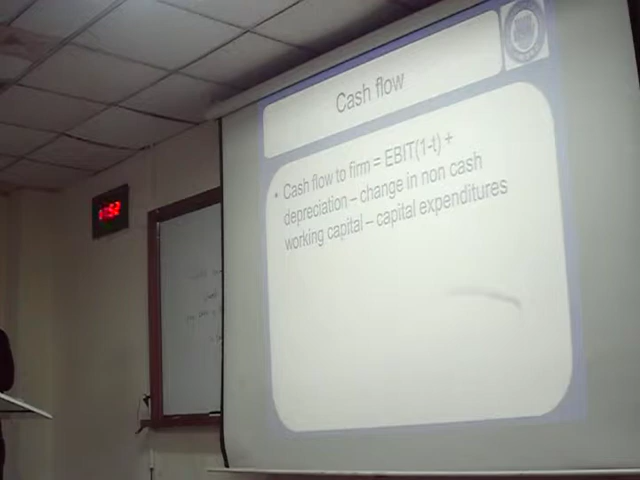 Cash flow
• Cash flow to firm = EBIT(1-t) +
depreciation – change in non cash
working capital – capital expenditures